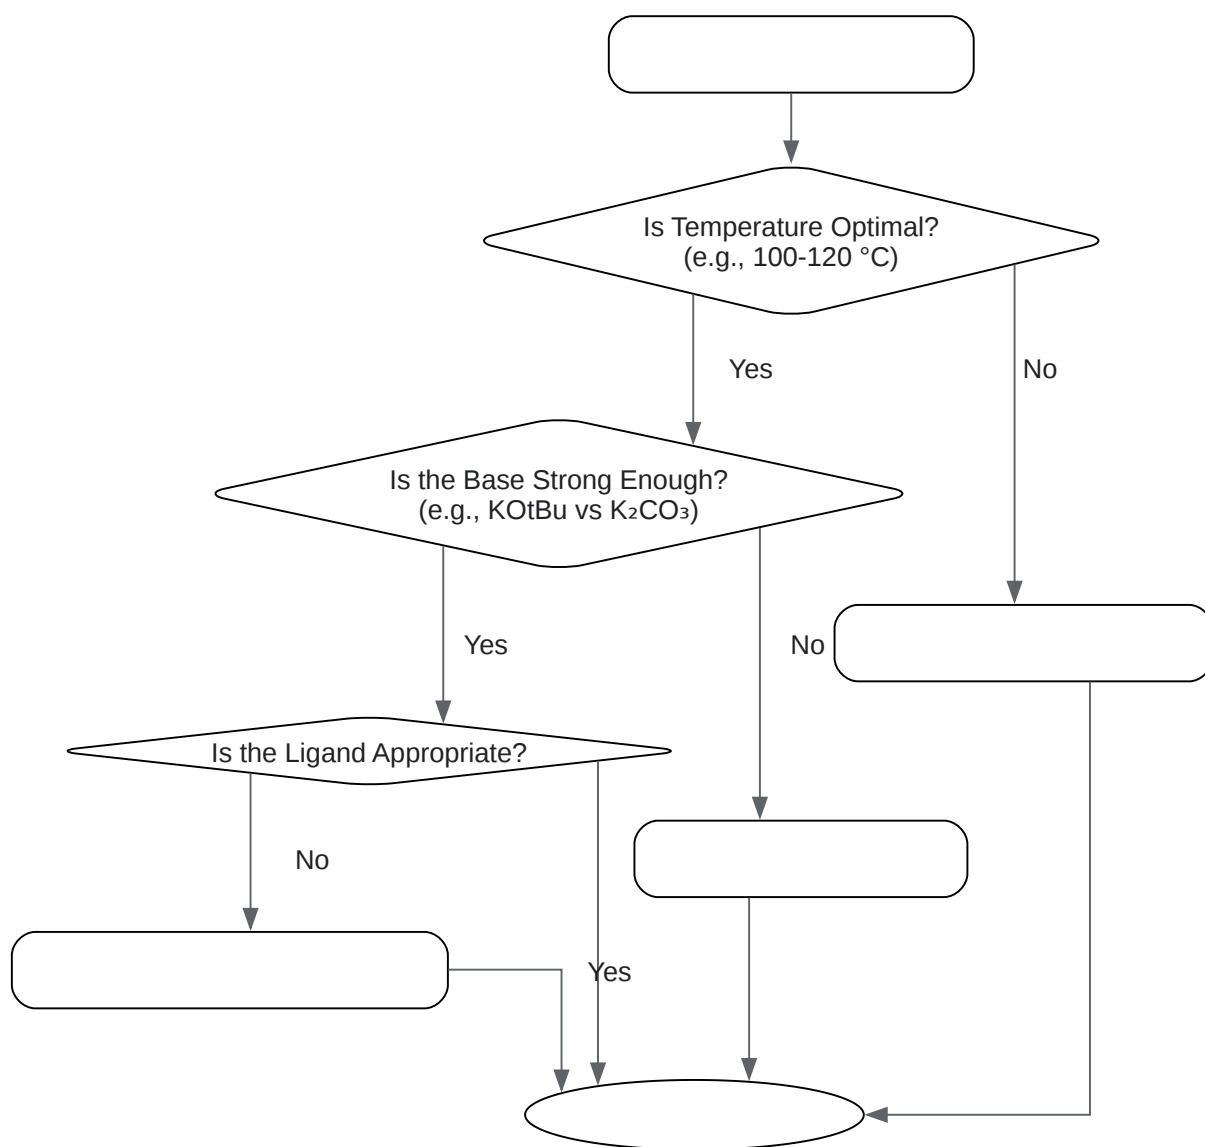 Is Temperature Optimal?
(e.g., 100-120 °C)
Yes
No
Is the Base Strong Enough?
(e.g., KOtBu vs K₂CO₃)
Yes
No
Is the Ligand Appropriate?
No
Yes